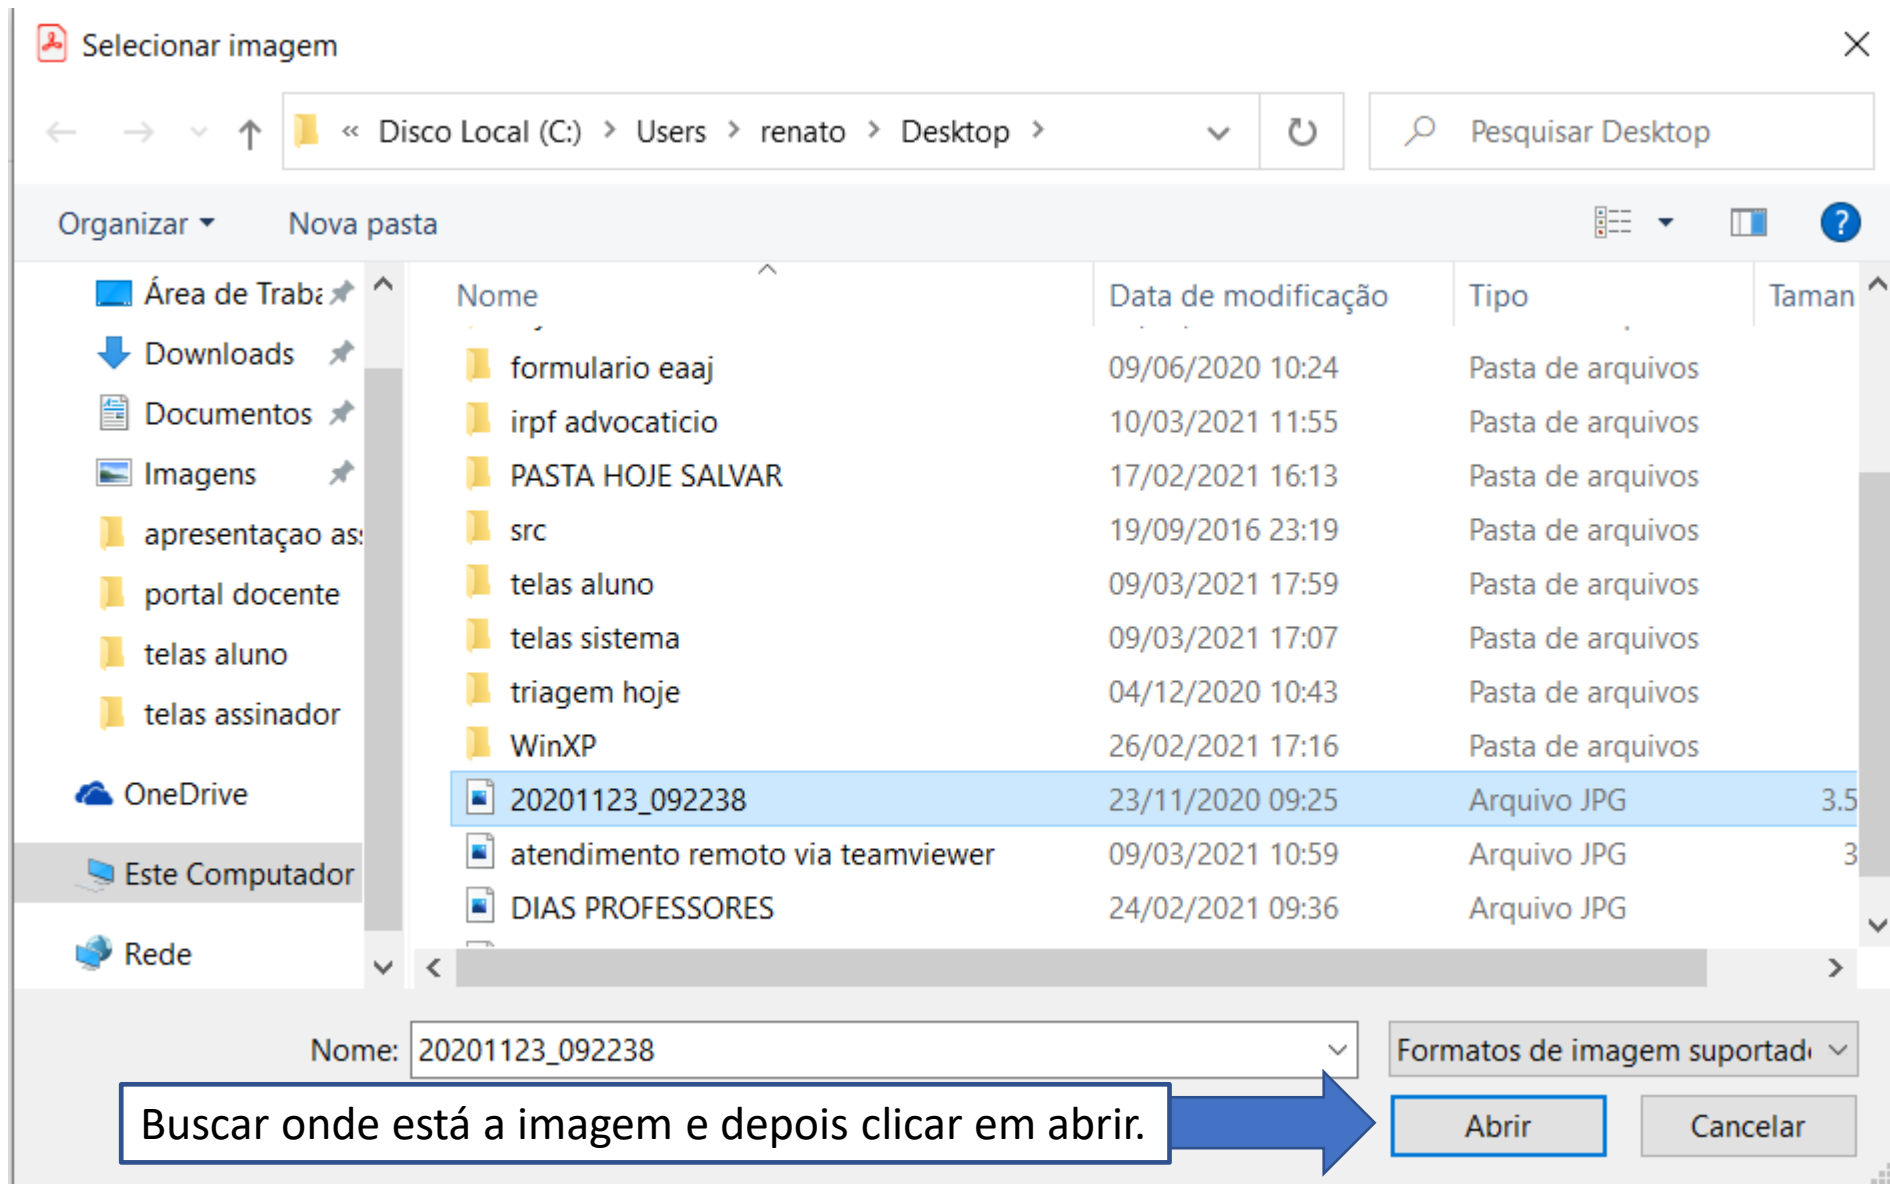 Selecionar imagem
« Disco Local (C:) > Users > renato > Desktop >
Pesquisar Desktop
Organizar
Nova pasta
Nome
Data de modificação
Tipo
Taman
Área de Traba
Downloads
Documentos
Imagens
apresentaçao as
portal docente
telas aluno
telas assinador
OneDrive
Este Computador
Rede
formulario eaaj 09/06/2020 10:24 Pasta de arquivos
irpf advocaticio 10/03/2021 11:55 Pasta de arquivos
PASTA HOJE SALVAR 17/02/2021 16:13 Pasta de arquivos
src 19/09/2016 23:19 Pasta de arquivos
telas aluno 09/03/2021 17:59 Pasta de arquivos
telas sistema 09/03/2021 17:07 Pasta de arquivos
triagem hoje 04/12/2020 10:43 Pasta de arquivos
WinXP 26/02/2021 17:16 Pasta de arquivos
20201123_092238 23/11/2020 09:25 Arquivo JPG 3.5
atendimento remoto via teamviewer 09/03/2021 10:59 Arquivo JPG 3
DIAS PROFESSORES 24/02/2021 09:36 Arquivo JPG
Nome: 20201123_092238
Formatos de imagem suportad
Buscar onde está a imagem e depois clicar em abrir.
Abrir
Cancelar